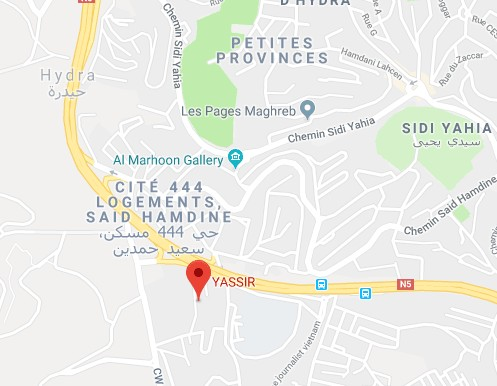 N5
D'HYDRA
Chemin Sidi Yahia
PETITES
PROVINCES
Rue G
Hamdani Lahcen
Rue du Zaccar
Hydra
حيدرة
Les Pages Maghreb
Chemin Sidi Yahia
SIDI YAHIA
سيدي يحيى
Al Marhoon Gallery
CITÉ 444
LOGEMENTS,
SAID HAMDINE
حي 444 مسكن،
سعيد حمدين
Chemin Said Hamdine
YASSIR
N5
CW
e journalist vietnam